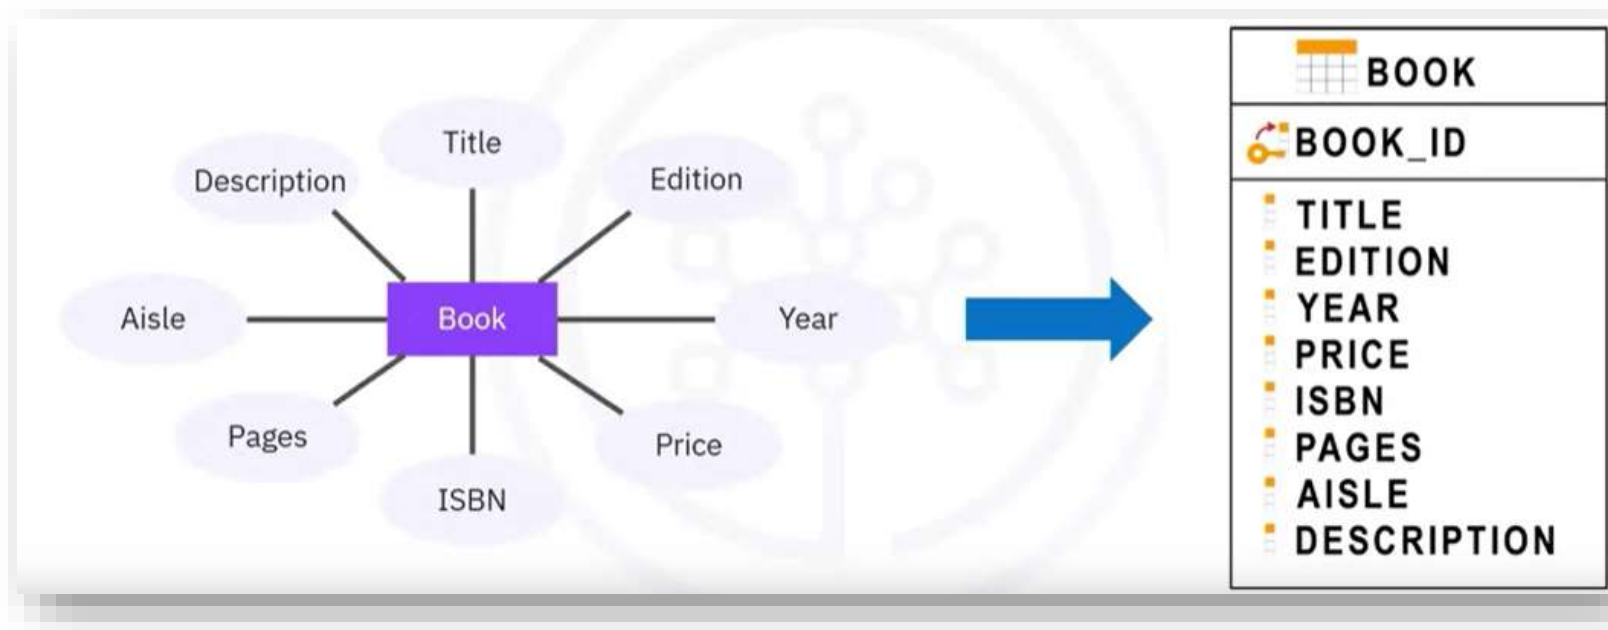 Title
Description
Edition
Aisle
Book
Year
Pages
Price
ISBN
BOOK
BOOK_ID
TITLE
EDITION
YEAR
PRICE
ISBN
PAGES
AISLE
DESCRIPTION